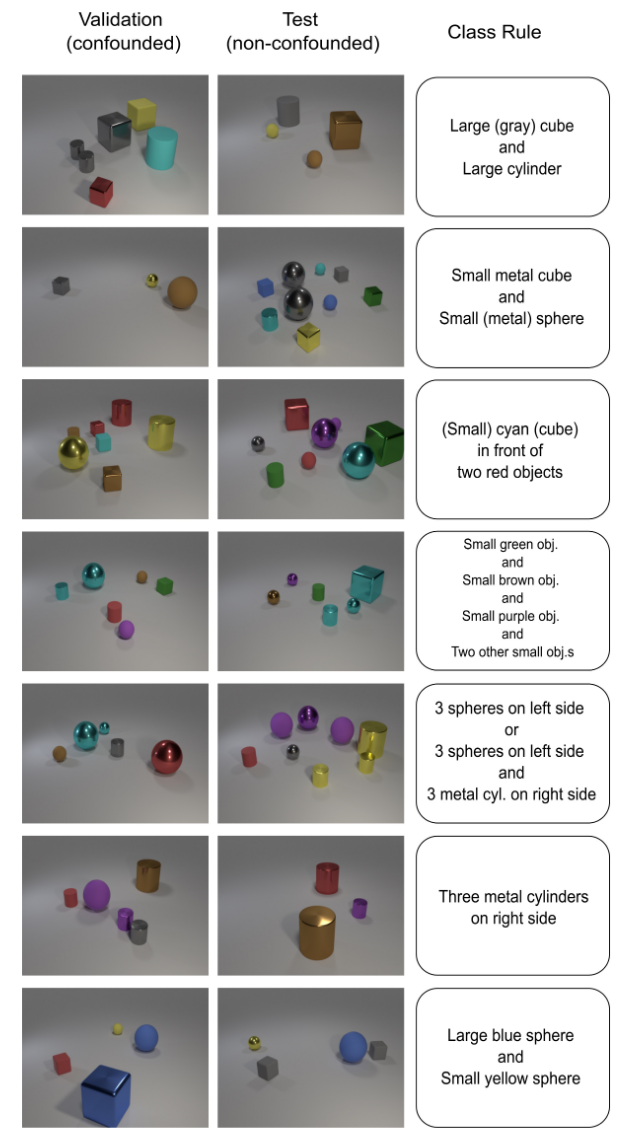 Validation
(confounded)
Test
(non-confounded)
Class Rule
Large (gray) cube
and
Large cylinder
Small metal cube
and
Small (metal) sphere
(Small) cyan (cube)
in front of
two red objects
Small green obj.
and
Small brown obj.
and
Small purple obj.
and
Two other small obj.s
3 spheres on left side
or
3 spheres on left side
and
3 metal cyl. on right side
Three metal cylinders
on right side
Large blue sphere
and
Small yellow sphere